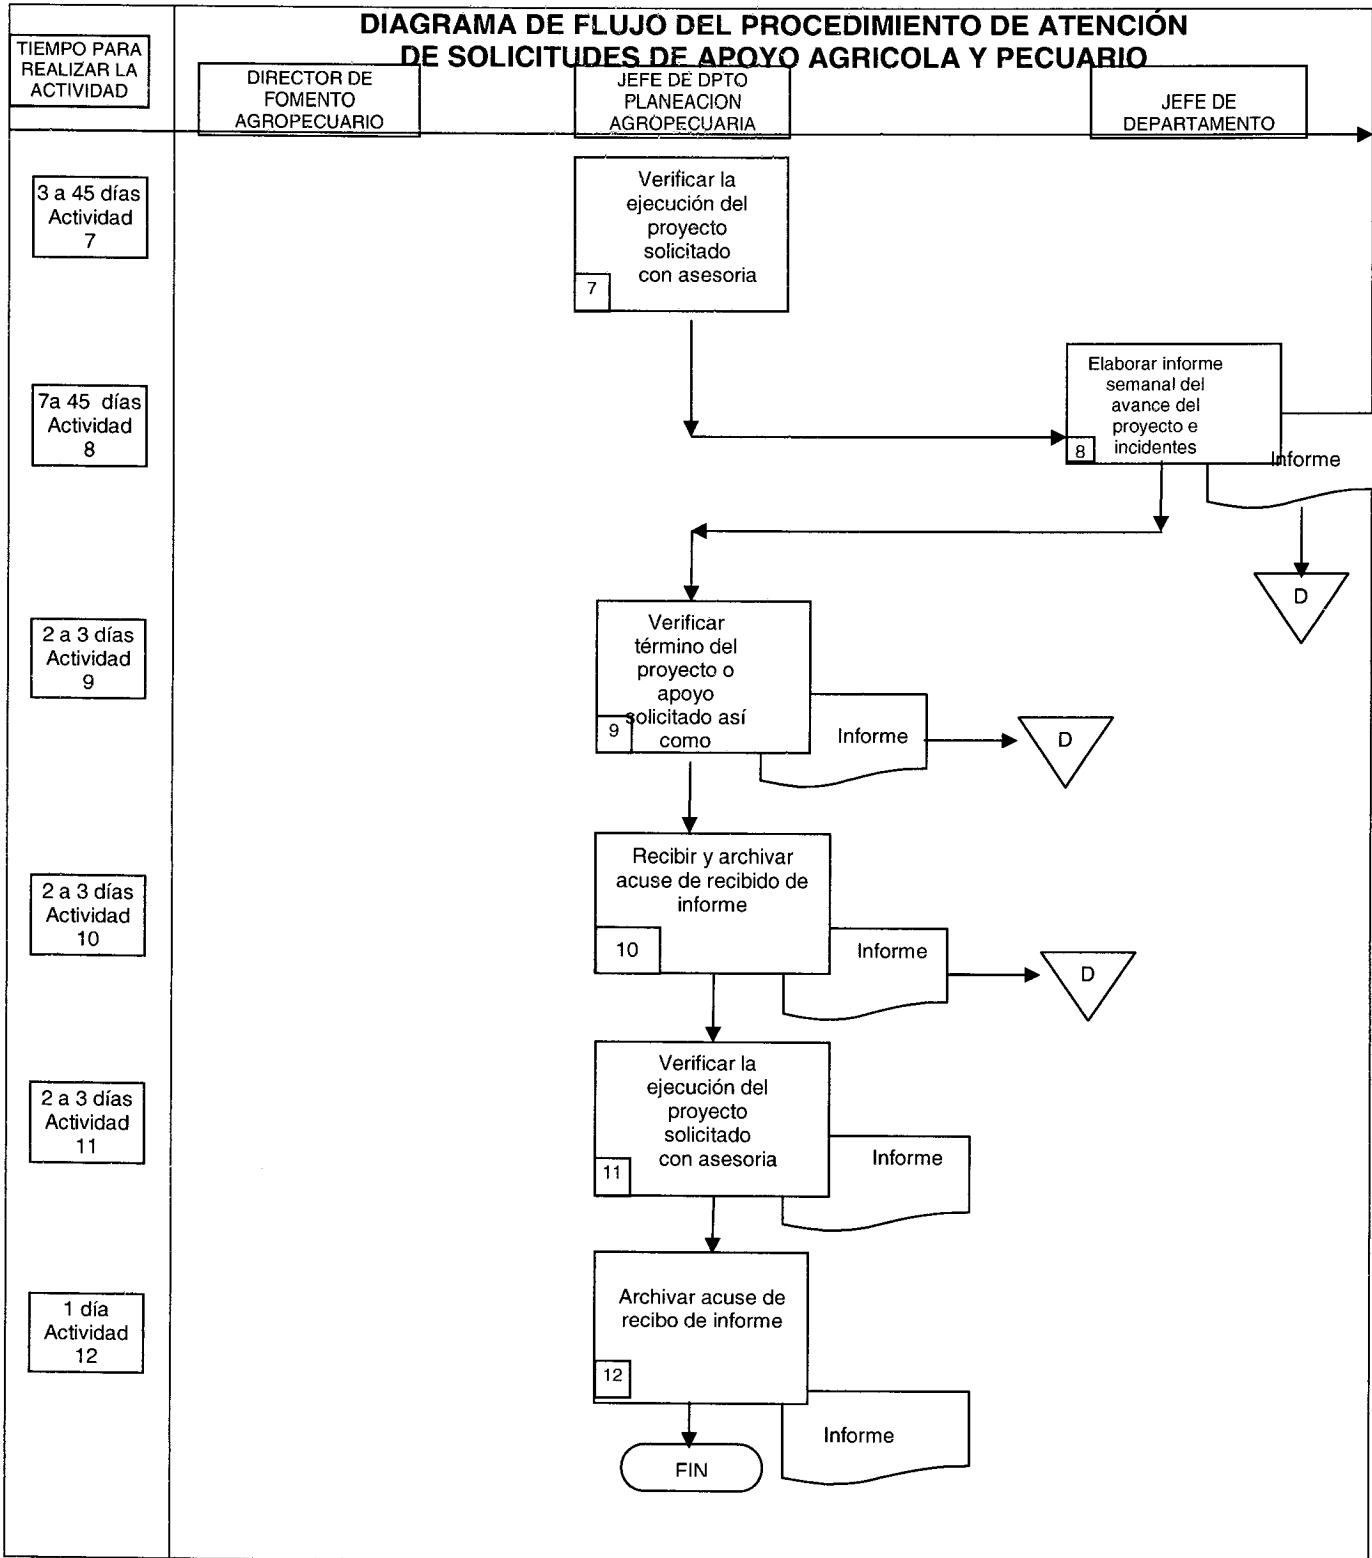 DIAGRAMA DE FLUJO DEL PROCEDIMIENTO DE ATENCIÓN
DE SOLICITUDES DE APOYO AGRICOLA Y PECUARIO
TIEMPO PARA
REALIZAR LA
ACTIVIDAD
DIRECTOR DE
FOMENTO
AGROPECUARIO
JEFE DE DPTO
PLANEACION
AGROPECUARIA
JEFE DE
DEPARTAMENTO
3 a 45 días
Actividad
7
Verificar la
ejecución del
proyecto
solicitado
con asesoria
7
7a 45 días
Actividad
8
Elaborar informe
semanal del
avance del
proyecto e
incidentes
8
Informe
D
2 a 3 días
Actividad
9
Verificar
término del
proyecto o
apoyo
solicitado así
como
9
Informe
D
2 a 3 días
Actividad
10
Recibir y archivar
acuse de recibido de
informe
10
Informe
D
2 a 3 días
Actividad
11
Verificar la
ejecución del
proyecto
solicitado
con asesoria
11
Informe
1 día
Actividad
12
Archivar acuse de
recibo de informe
12
Informe
FIN